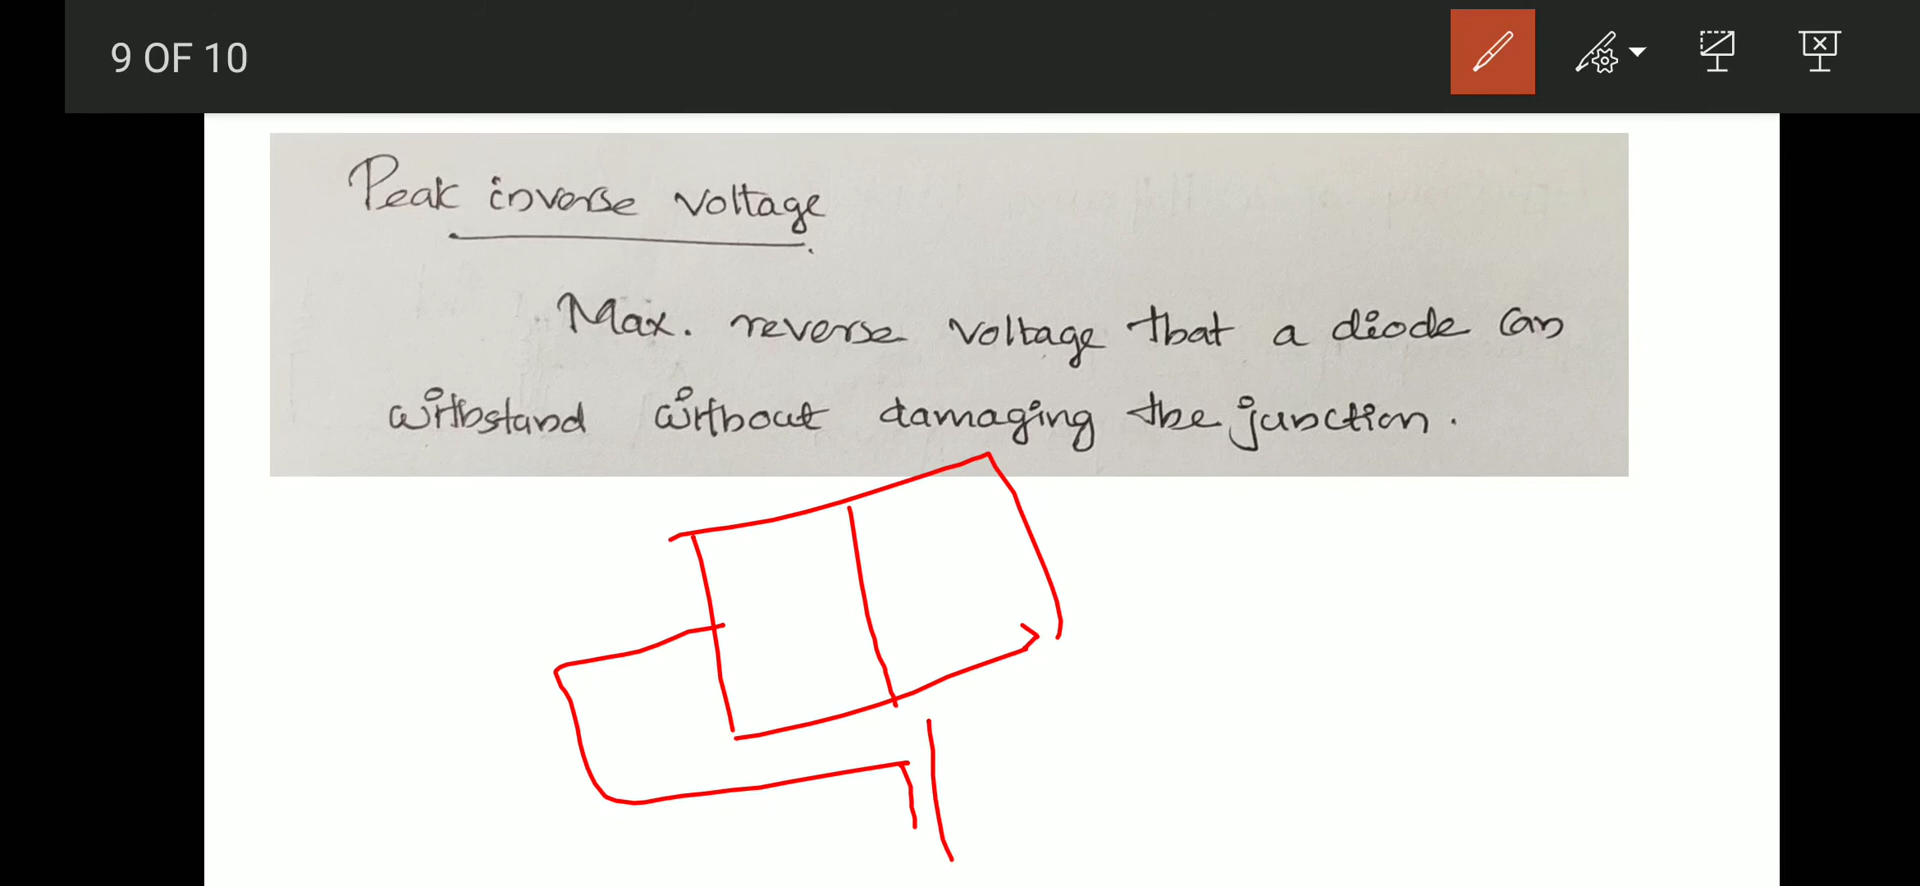 9 OF 10
Peak inverse voltage
Max. reverse voltage that a diode can
withstand without damaging the junction.